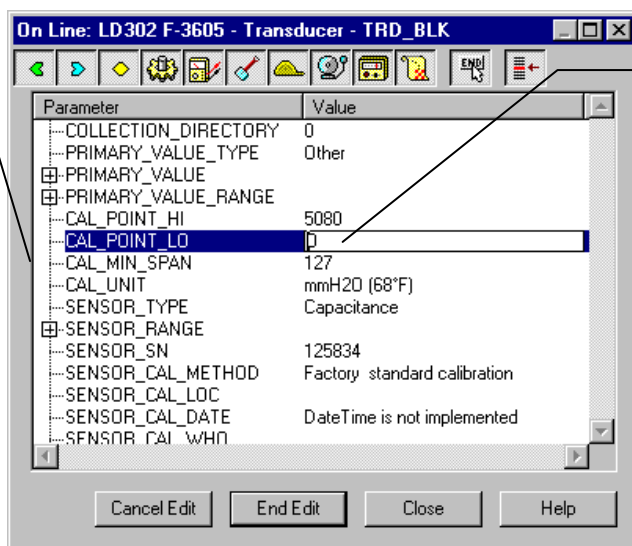 On Line: LD302 F-3605 - Transducer - TRD_BLK
END
Parameter Value
COLLECTION_DIRECTORY 0
PRIMARY_VALUE_TYPE Other
PRIMARY_VALUE
PRIMARY_VALUE_RANGE
CAL_POINT_HI 5080
CAL_POINT_LO 0
CAL_MIN_SPAN 127
CAL_UNIT mmH2O (68°F)
SENSOR_TYPE Capacitance
SENSOR_RANGE
SENSOR_SN 125834
SENSOR_CAL_METHOD Factory standard calibration
SENSOR_CAL_LOC
SENSOR_CAL_DATE DateTime is not implemented
SENSOR_CAL_WHO
Cancel Edit End Edit Close Help